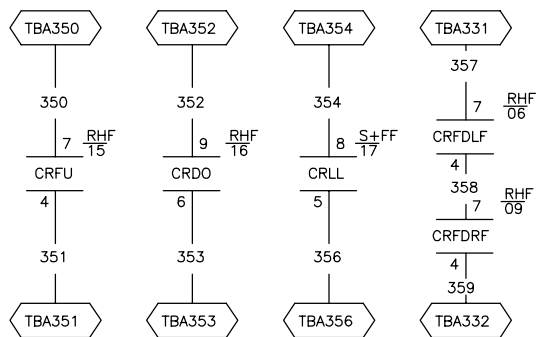 TBA350 TBA352 TBA354 TBA331
357
350 352 354
7 RHF 06
7 RHF 15 9 RHF 16 8 S+FF 17 CRFDLF
CRFU CRDO CRLL 4
4 6 5 358
7 RHF 09
CRFDRF
351 353 356
4
359
TBA351 TBA353 TBA356 TBA332